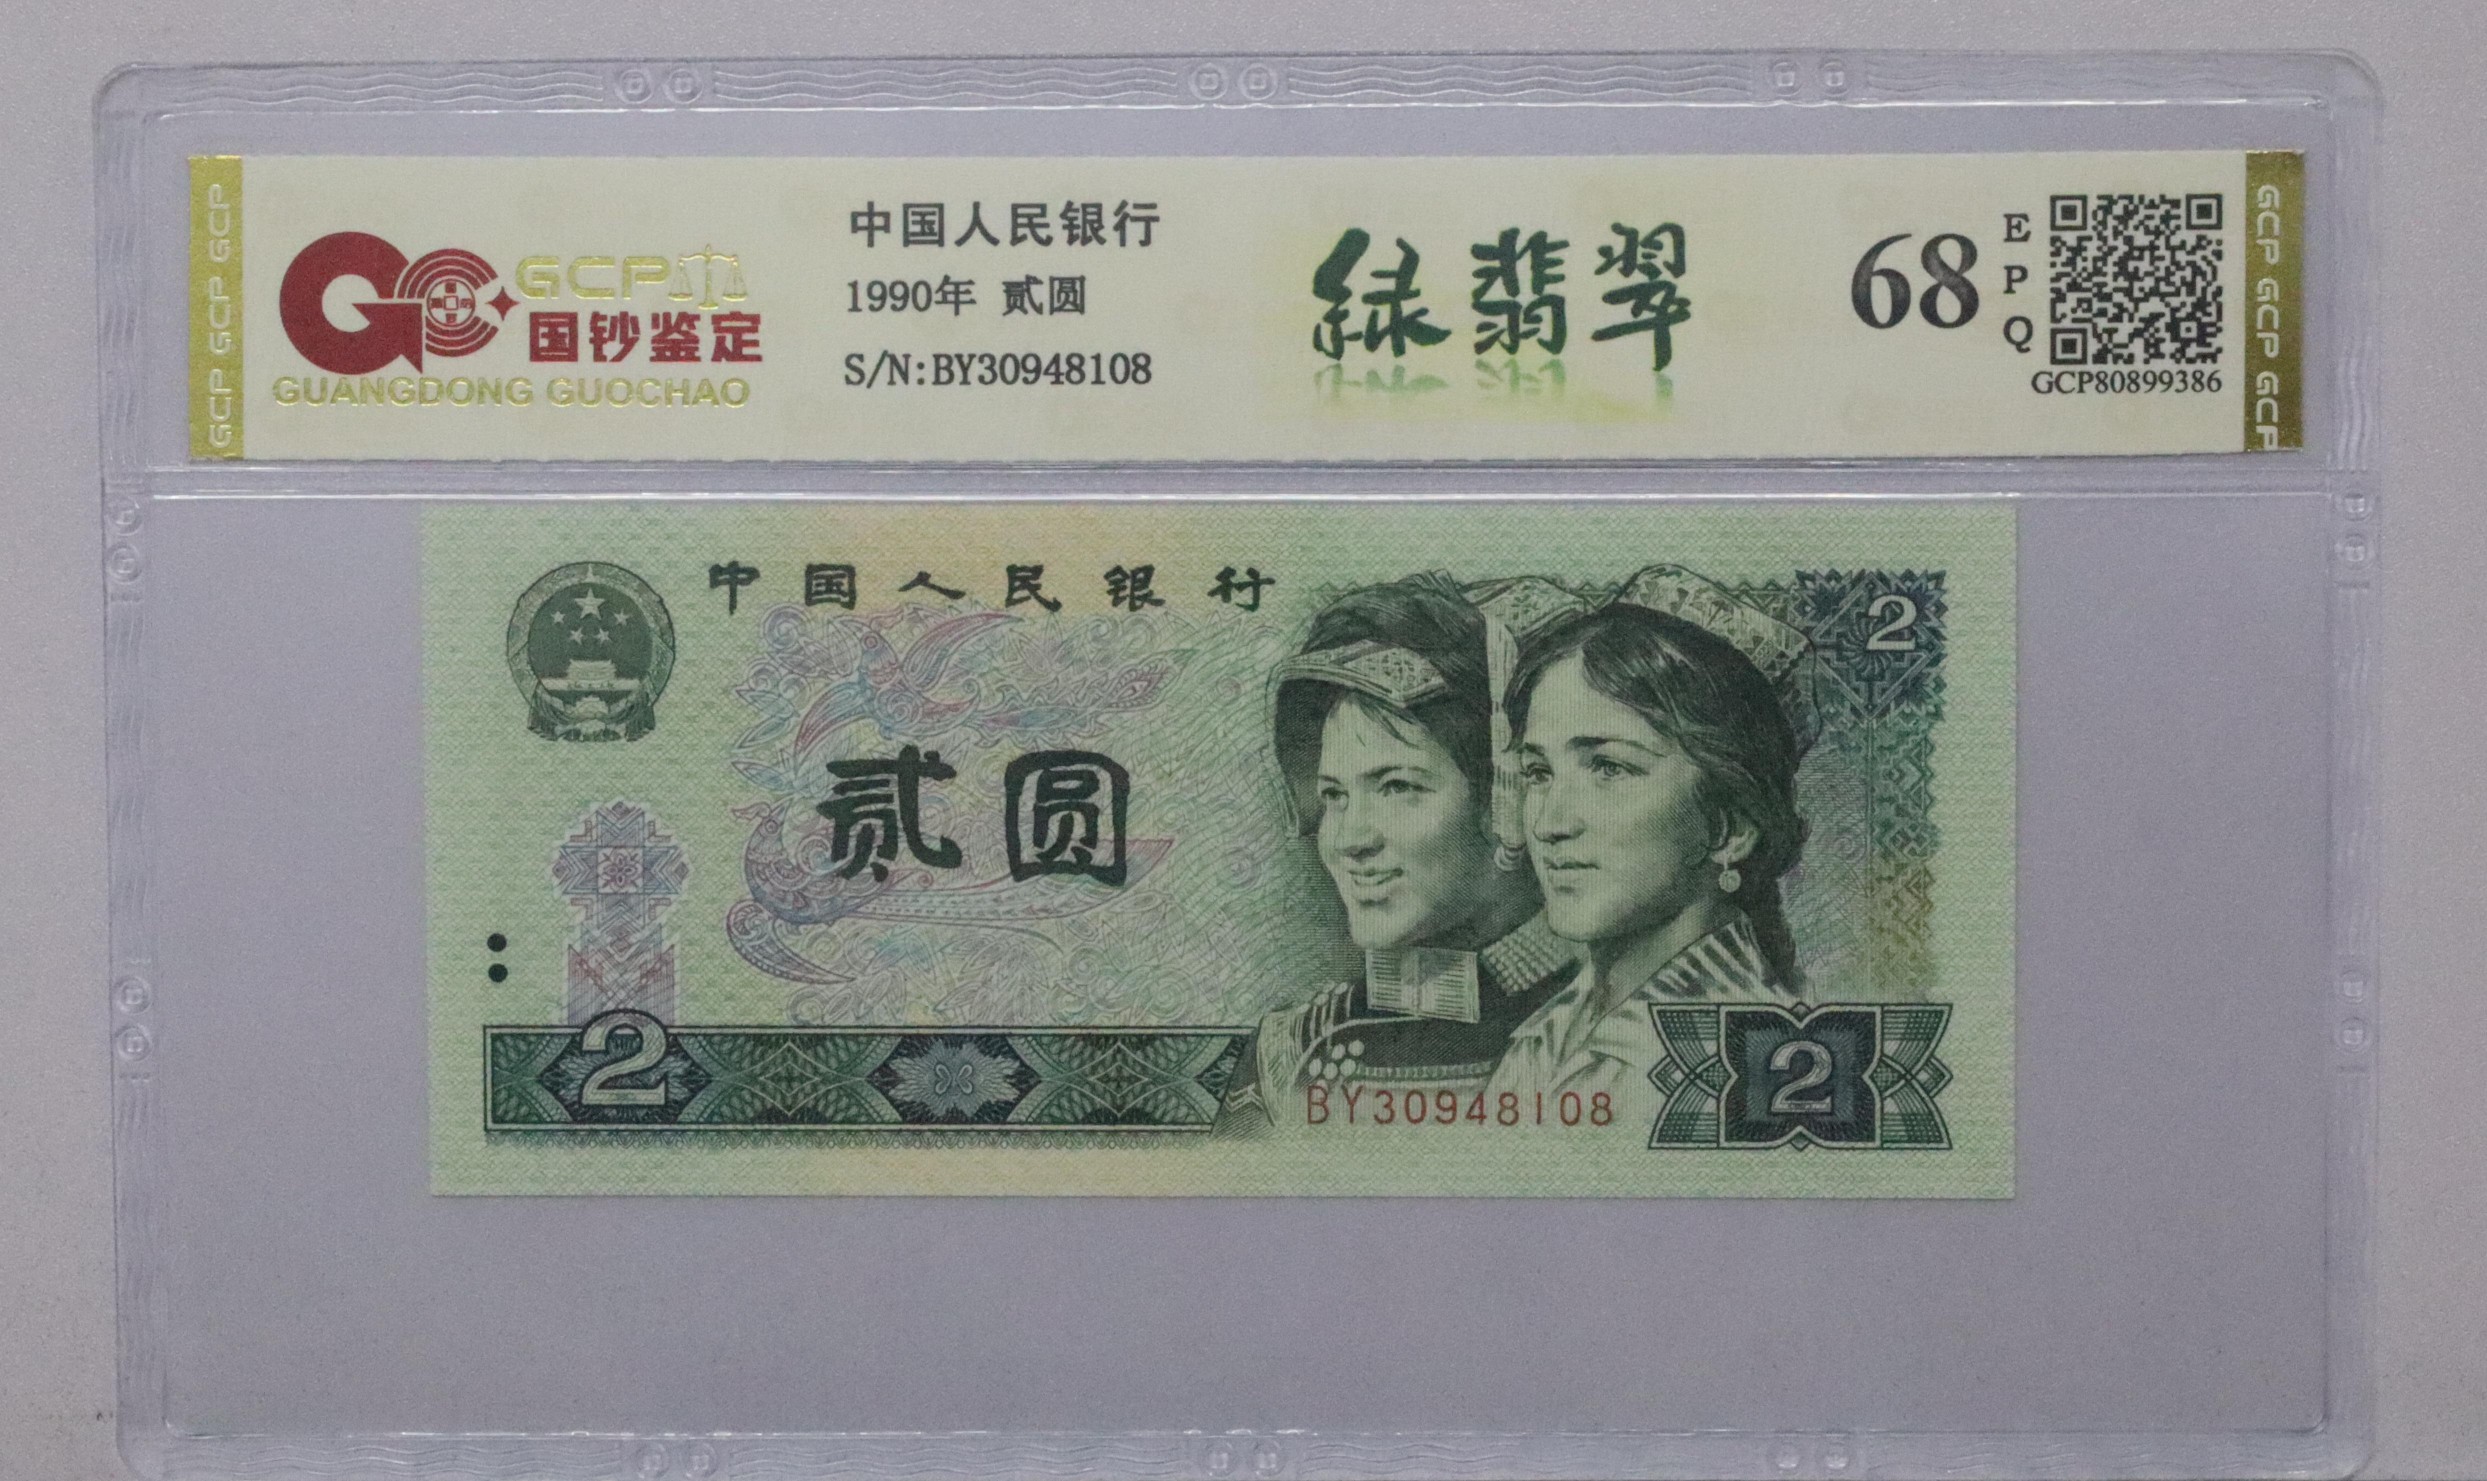 GCP GCP GCP
GCP
国钞鉴定
GUANGDONG GUOCHAO
中国人民银行
1990年 贰圆
S/N:BY30948108
绿翡翠
68
E
P
Q
GCP80899386
GCP GCP GCP
中国人民银行
2
贰圆
2
BY30948108
2